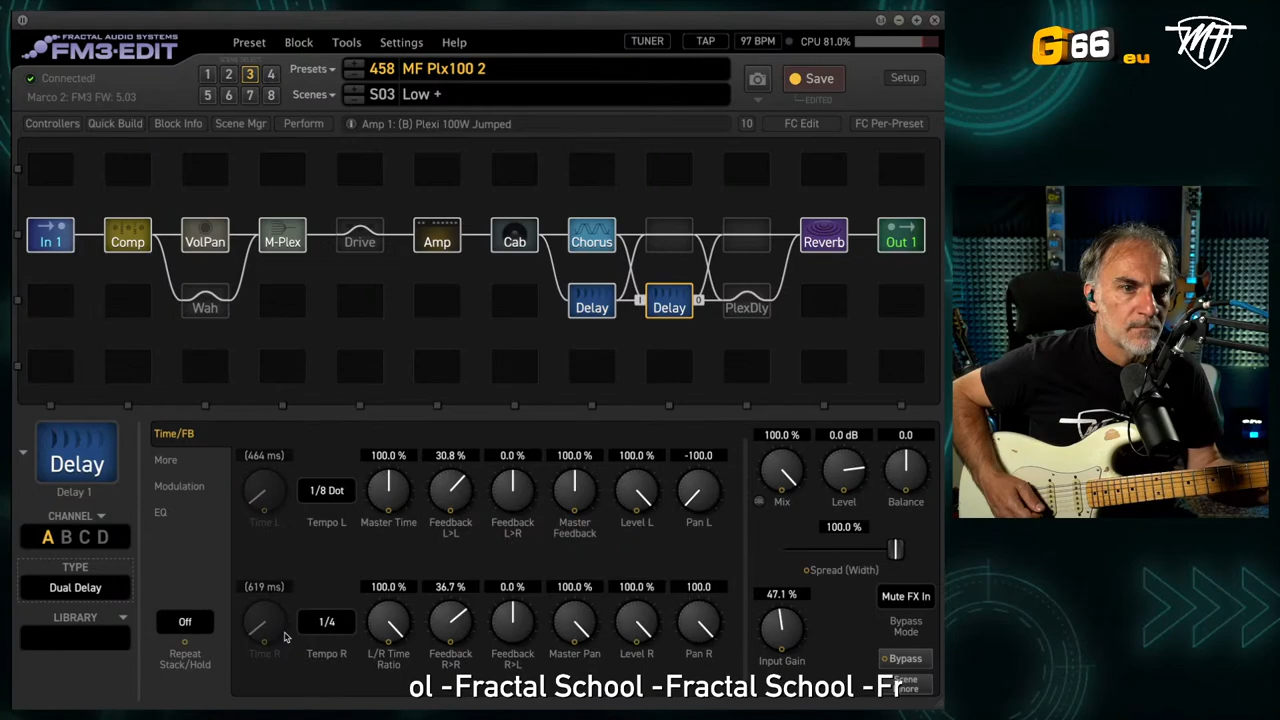 FRACTAL AUDIO SYSTEMS
FM3-EDIT
Preset Block Tools Settings Help
TUNER TAP 97 BPM CPU 81.0%
Connected!
Marco 2: FM3 FW: 5.03
SCENE SELECT
1 2 3 4
5 6 7 8
Presets 458 MF Plx100 2
Scenes S03 Low +
Save
EDITED
Setup
Controllers Quick Build Block Info Scene Mgr Perform
Amp 1: (B) Plexi 100W Jumped
10 FC Edit FC Per-Preset
In 1 Comp VolPan M-Plex Drive Amp Cab Chorus Reverb Out 1
Wah Delay I Delay O PlexDly
Delay
Delay 1
CHANNEL
A B C D
TYPE
Dual Delay
LIBRARY
Time/FB
More
Modulation
EQ
Off
Repeat
Stack/Hold
(464 ms) 100.0 % 30.8 % 0.0 % 100.0 % 100.0 % -100.0
1/8 Dot
Time L Tempo L Master Time Feedback L>L Feedback L>R Master Feedback Level L Pan L
(619 ms) 100.0 % 36.7 % 0.0 % 100.0 % 100.0 % 100.0
1/4
Time R Tempo R L/R Time Ratio Feedback R>R Feedback R>L Master Pan Level R Pan R
100.0 % 0.0 dB 0.0
Mix Level Balance
100.0 %
Spread (Width)
47.1 %
Input Gain
Mute FX In
Bypass
Mode
Bypass
Scene
Ignore
ol -Fractal School -Fractal School -Fr
G66
eu
MF